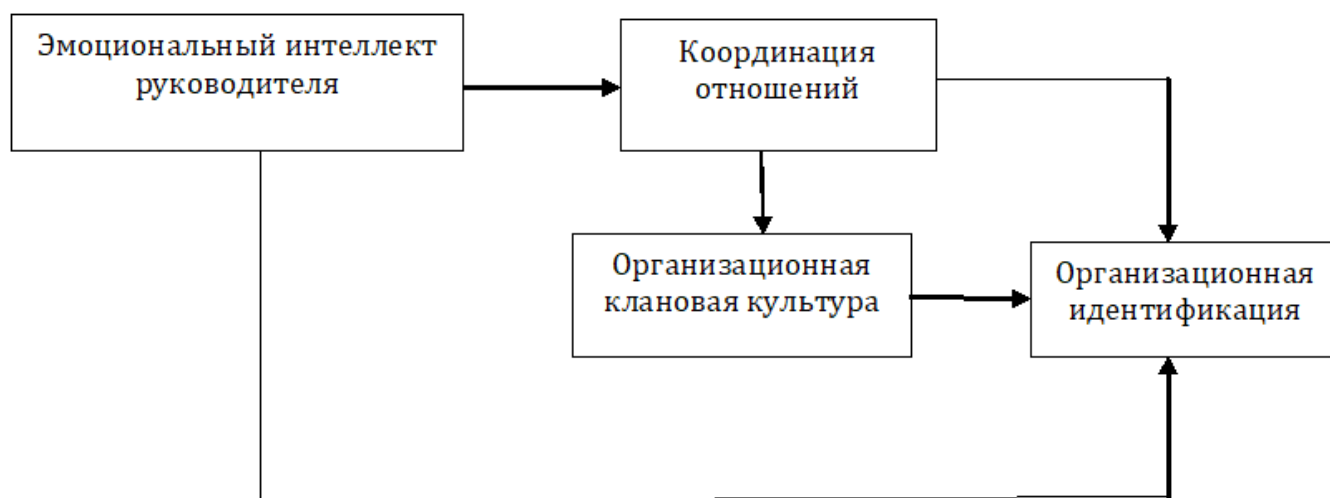 Эмоциональный интеллект
руководителя
Координация
отношений
Организационная
клановая культура
Организационная
идентификация